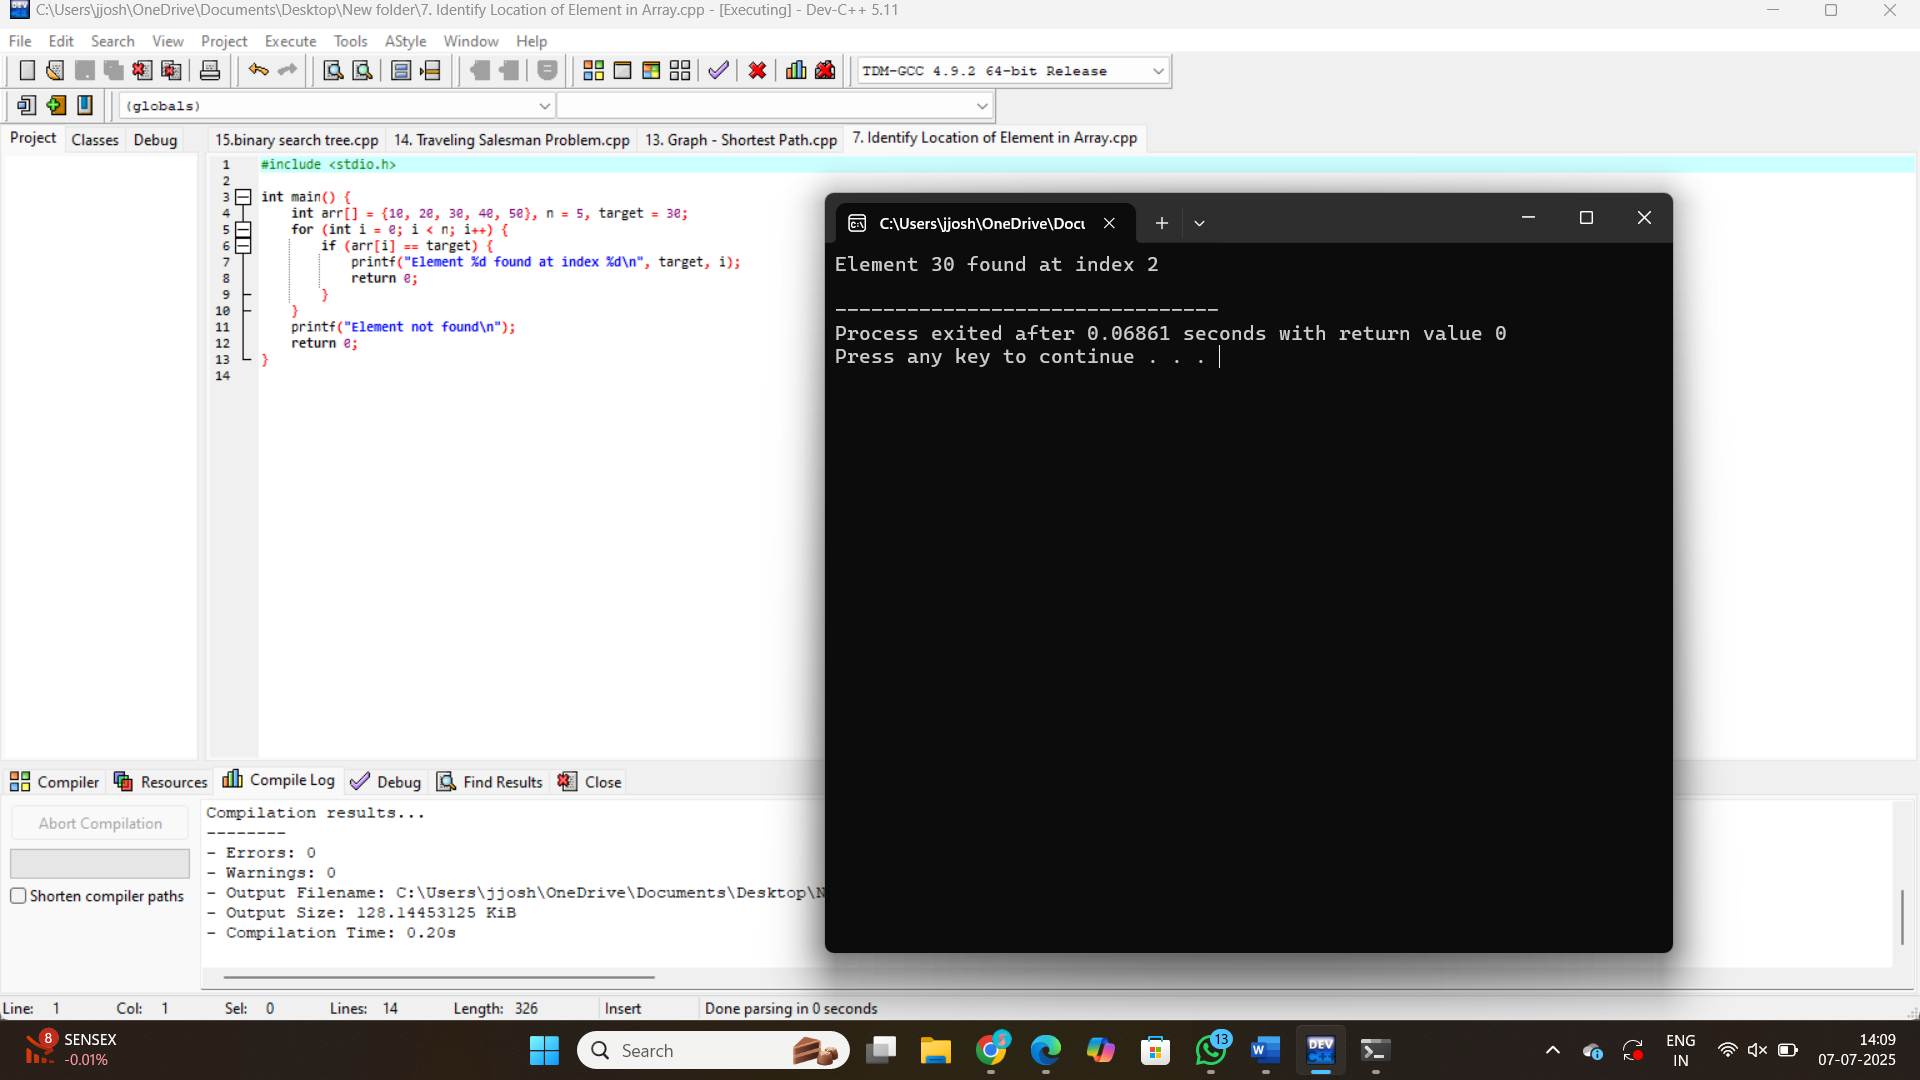 C:\Users\jjosh\OneDrive\Documents\Desktop\New folder\7. Identify Location of Element in Array.cpp - [Executing] - Dev-C++ 5.11
File Edit Search View Project Execute Tools AStyle Window Help
TDM-GCC 4.9.2 64-bit Release
(globals)
Project Classes Debug
15.binary search tree.cpp 14. Traveling Salesman Problem.cpp 13. Graph - Shortest Path.cpp 7. Identify Location of Element in Array.cpp
1 #include <stdio.h>
2
3 int main() {
4 int arr[] = {10, 20, 30, 40, 50}, n = 5, target = 30;
5 for (int i = 0; i < n; i++) {
6 if (arr[i] == target) {
7 printf("Element %d found at index %d\n", target, i);
8 return 0;
9 }
10 }
11 printf("Element not found\n");
12 return 0;
13 }
14
C:\Users\jjosh\OneDrive\Docu
Element 30 found at index 2
--------------------------------
Process exited after 0.06861 seconds with return value 0
Press any key to continue . . .
Compiler Resources Compile Log Debug Find Results Close
Abort Compilation
Shorten compiler paths
Compilation results...
--------
- Errors: 0
- Warnings: 0
- Output Filename: C:\Users\jjosh\OneDrive\Documents\Desktop\N
- Output Size: 128.14453125 KiB
- Compilation Time: 0.20s
Line: 1 Col: 1 Sel: 0 Lines: 14 Length: 326 Insert Done parsing in 0 seconds
8
SENSEX
-0.01%
Search
13
W
DEV
C++
ENG
IN
14:09
07-07-2025